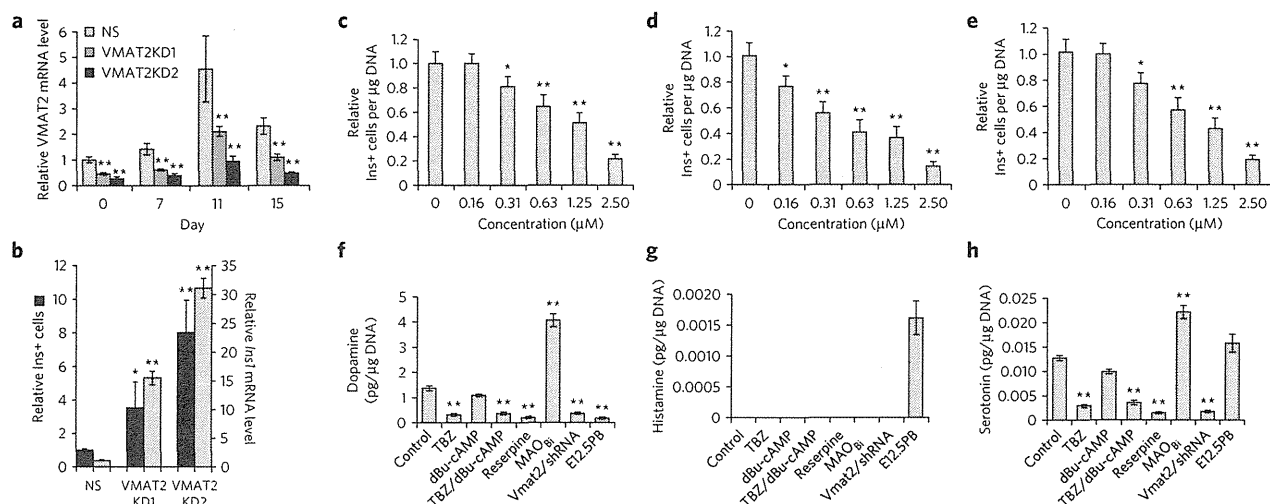 a
Relative VMAT2 mRNA level
6
5
4
3
2
1
0
NS
VMAT2KD1
VMAT2KD2
** **
** **
** **
** **
0 7 11 15
Day
b
Relative Ins+ cells
12
10
8
6
4
2
0
* ** ** **
35
30
25
20
15
10
5
0
Relative Ins1 mRNA level
NS VMAT2 VMAT2
KD1 KD2
c
Relative
Ins+ cells per µg DNA
1.2
1.0
0.8
0.6
0.4
0.2
0
* ** ** **
0 0.16 0.31 0.63 1.25 2.50
Concentration (µM)
d
Relative
Ins+ cells per µg DNA
1.2
1.0
0.8
0.6
0.4
0.2
0
* ** ** ** **
0 0.16 0.31 0.63 1.25 2.50
Concentration (µM)
e
Relative
Ins+ cells per µg DNA
1.2
1.0
0.8
0.6
0.4
0.2
0
* ** ** **
0 0.16 0.31 0.63 1.25 2.50
Concentration (µM)
f
Dopamine
(pg/µg DNA)
5
4
3
2
1
0
** ** ** ** ** **
Control
TBZ
dBu-cAMP
TBZ/dBu-cAMP
Reserpine
MAOBi
Vmat2/shRNA
E12.5PB
g
Histamine (pg/µg DNA)
0.0020
0.0015
0.0010
0.0005
0
Control
TBZ
dBu-cAMP
TBZ/dBu-cAMP
Reserpine
MAOBi
Vmat2/shRNA
E12.5PB
h
Serotonin (pg/µg DNA)
0.025
0.020
0.015
0.010
0.005
0
** ** ** ** **
Control
TBZ
dBu-cAMP
TBZ/dBu-cAMP
Reserpine
MAOBi
Vmat2/shRNA
E12.5PB